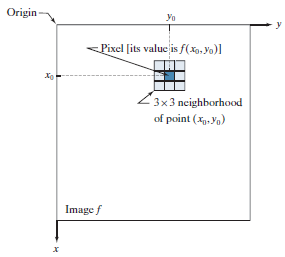 Origin
y₀
y
Pixel [its value is f(x₀, y₀)]
x₀
3 × 3 neighborhood
of point (x₀, y₀)
Image f
x